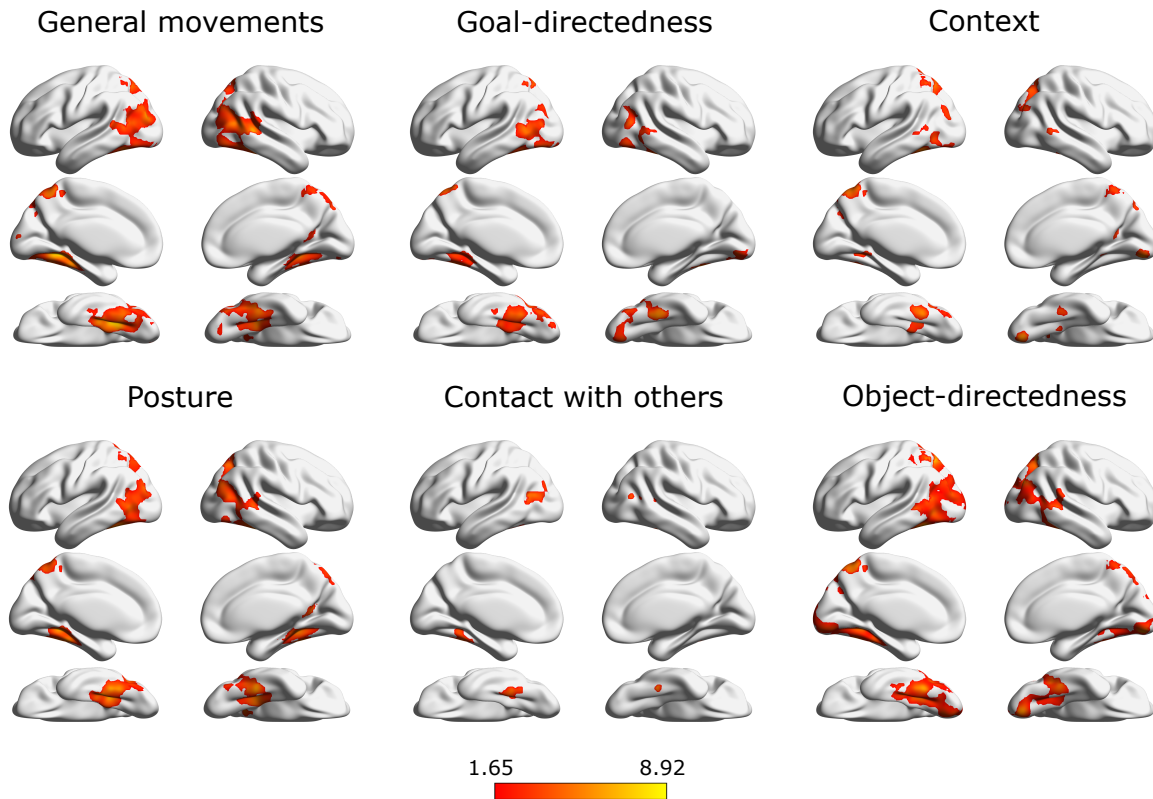 General movements
Goal-directedness
Context
Posture
Contact with others
Object-directedness
1.65
8.92